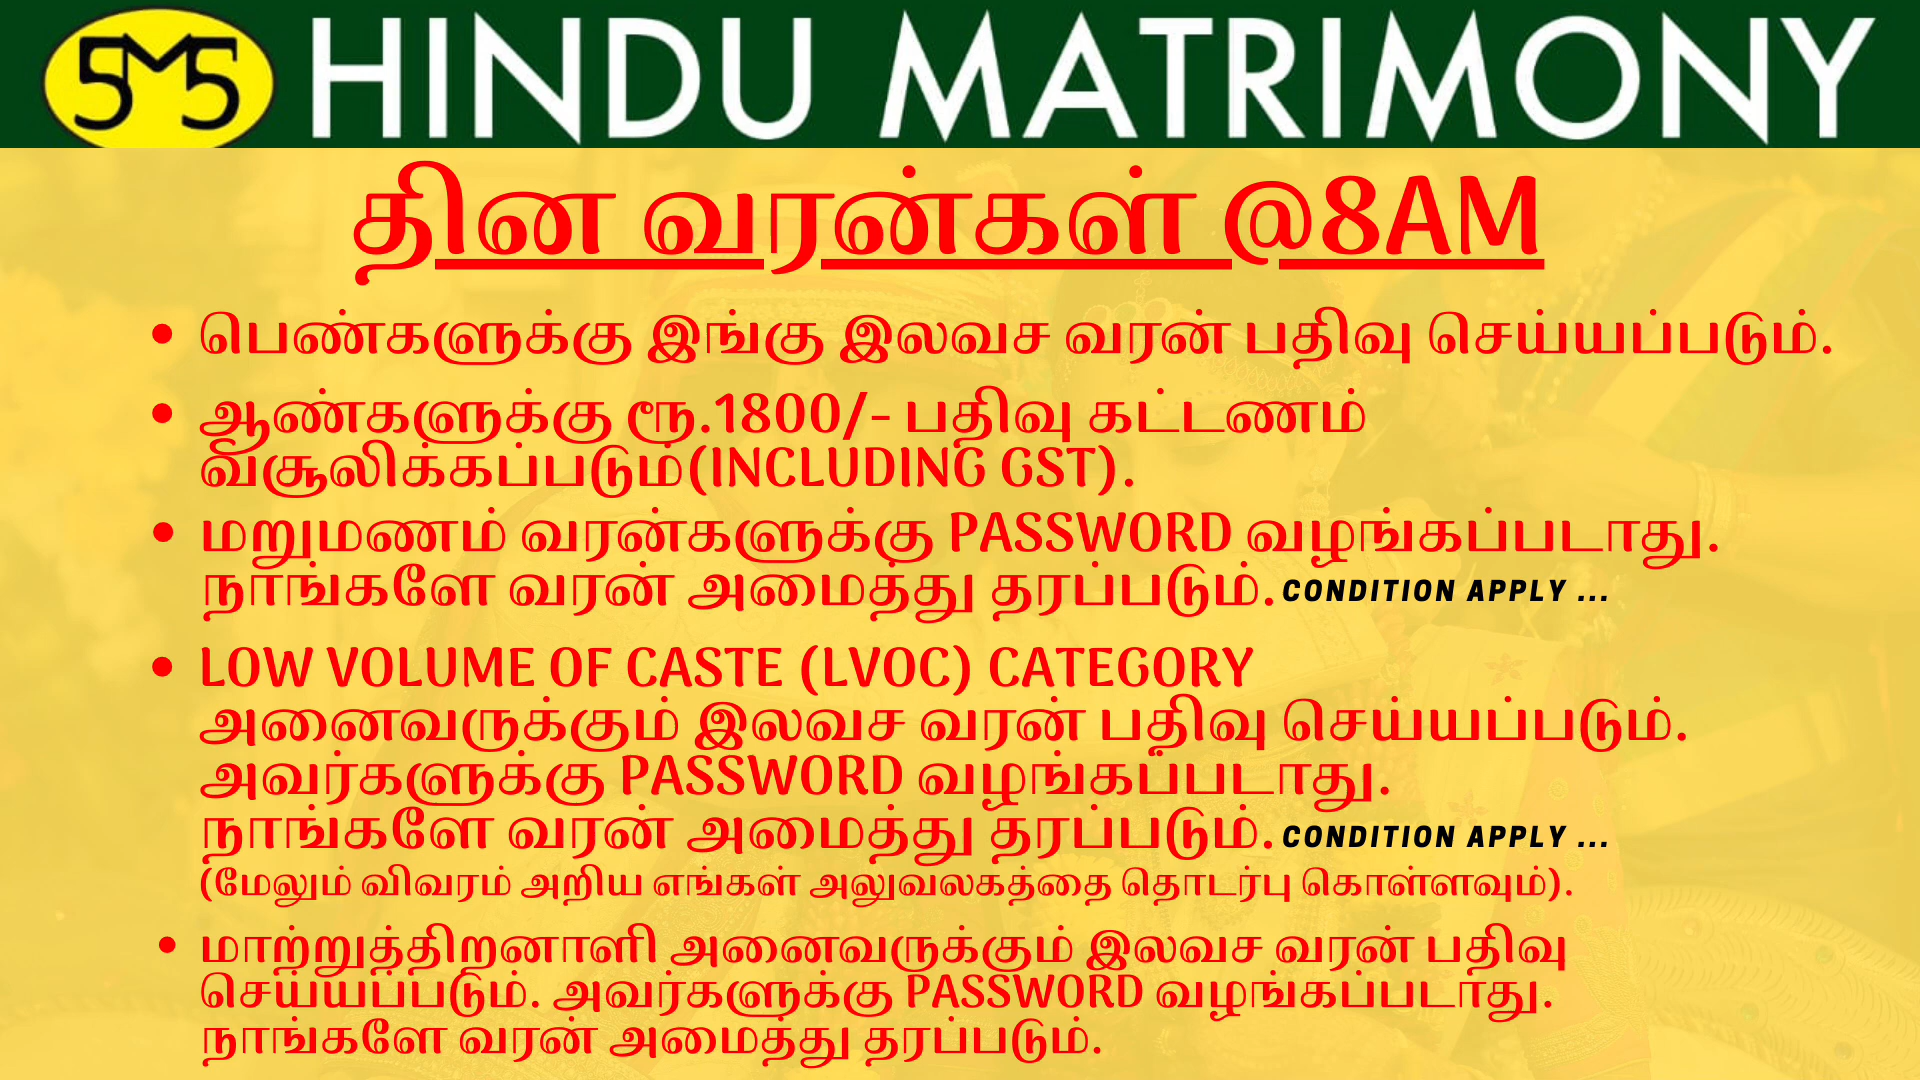 SMS HINDU MATRIMONY
தின வரன்கள் @8AM
• பெண்களுக்கு இங்கு இலவச வரன் பதிவு செய்யப்படும்.
• ஆண்களுக்கு ரூ.1800/- பதிவு கட்டணம்
வசூலிக்கப்படும்(INCLUDING GST).
• மறுமணம் வரன்களுக்கு PASSWORD வழங்கப்படாது.
நாங்களே வரன் அமைத்து தரப்படும். CONDITION APPLY ...
• LOW VOLUME OF CASTE (LVOC) CATEGORY
அனைவருக்கும் இலவச வரன் பதிவு செய்யப்படும்.
அவர்களுக்கு PASSWORD வழங்கப்படாது.
நாங்களே வரன் அமைத்து தரப்படும். CONDITION APPLY ...
(மேலும் விவரம் அறிய எங்கள் அலுவலகத்தை தொடர்பு கொள்ளவும்).
• மாற்றுத்திறனாளி அனைவருக்கும் இலவச வரன் பதிவு
செய்யப்படும். அவர்களுக்கு PASSWORD வழங்கப்படாது.
நாங்களே வரன் அமைத்து தரப்படும்.